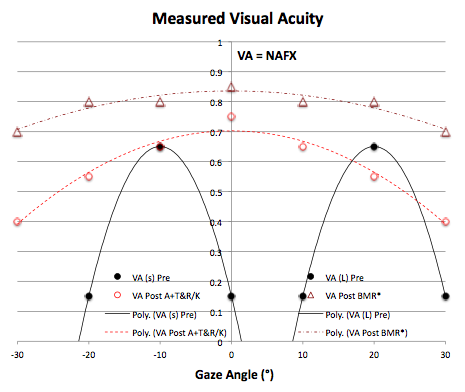 Measured Visual Acuity
1
VA = NAFX
0.9
0.8
0.7
0.6
0.5
0.4
0.3
VA (s) Pre
VA (L) Pre
0.2
VA Post A+T&R/K
VA Post BMR*
Poly. (VA (s) Pre)
0.1
Poly. (VA (L) Pre)
Poly. (VA Post A+T&R/K)
Poly. (VA Post BMR*)
0
-30 -20 -10 0 10 20 30
Gaze Angle (°)